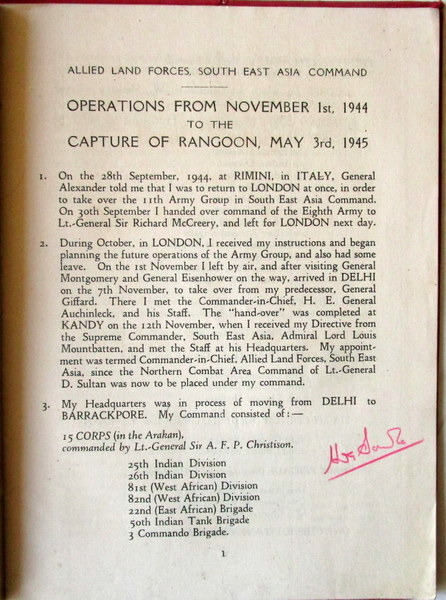 ALLIED LAND FORCES, SOUTH EAST ASIA COMMAND
OPERATIONS FROM NOVEMBER 1st, 1944
TO THE
CAPTURE OF RANGOON, MAY 3rd, 1945
1. On the 28th September, 1944, at RIMINI, in ITALY, General
Alexander told me that I was to return to LONDON at once, in order
to take over the 11th Army Group in South East Asia Command.
On 30th September I handed over command of the Eighth Army to
Lt.-General Sir Richard McCreery, and left for LONDON next day.
2. During October, in LONDON, I received my instructions and began
planning the future operations of the Army Group, and also had some
leave. On the 1st November I left by air, and after visiting General
Montgomery and General Eisenhower on the way, arrived in DELHI
on the 7th November, to take over from my predecessor, General
Giffard. There I met the Commander-in-Chief, H. E. General
Auchinleck, and his Staff. The "hand-over" was completed at
KANDY on the 12th November, when I received my Directive from
the Supreme Commander, South East Asia, Admiral Lord Louis
Mountbatten, and met the Staff at his Headquarters. My appoint-
ment was termed Commander-in-Chief, Allied Land Forces, South East
Asia, since the Northern Combat Area Command of Lt.-General
D. Sultan was now to be placed under my command.
3. My Headquarters was in process of moving from DELHI to
BARRACKPORE. My Command consisted of:—
15 CORPS (in the Arakan),
commanded by Lt.-General Sir A. F. P. Christison.
25th Indian Division
26th Indian Division
81st (West African) Division
82nd (West African) Division
22nd (East African) Brigade
50th Indian Tank Brigade
3 Commando Brigade.
1